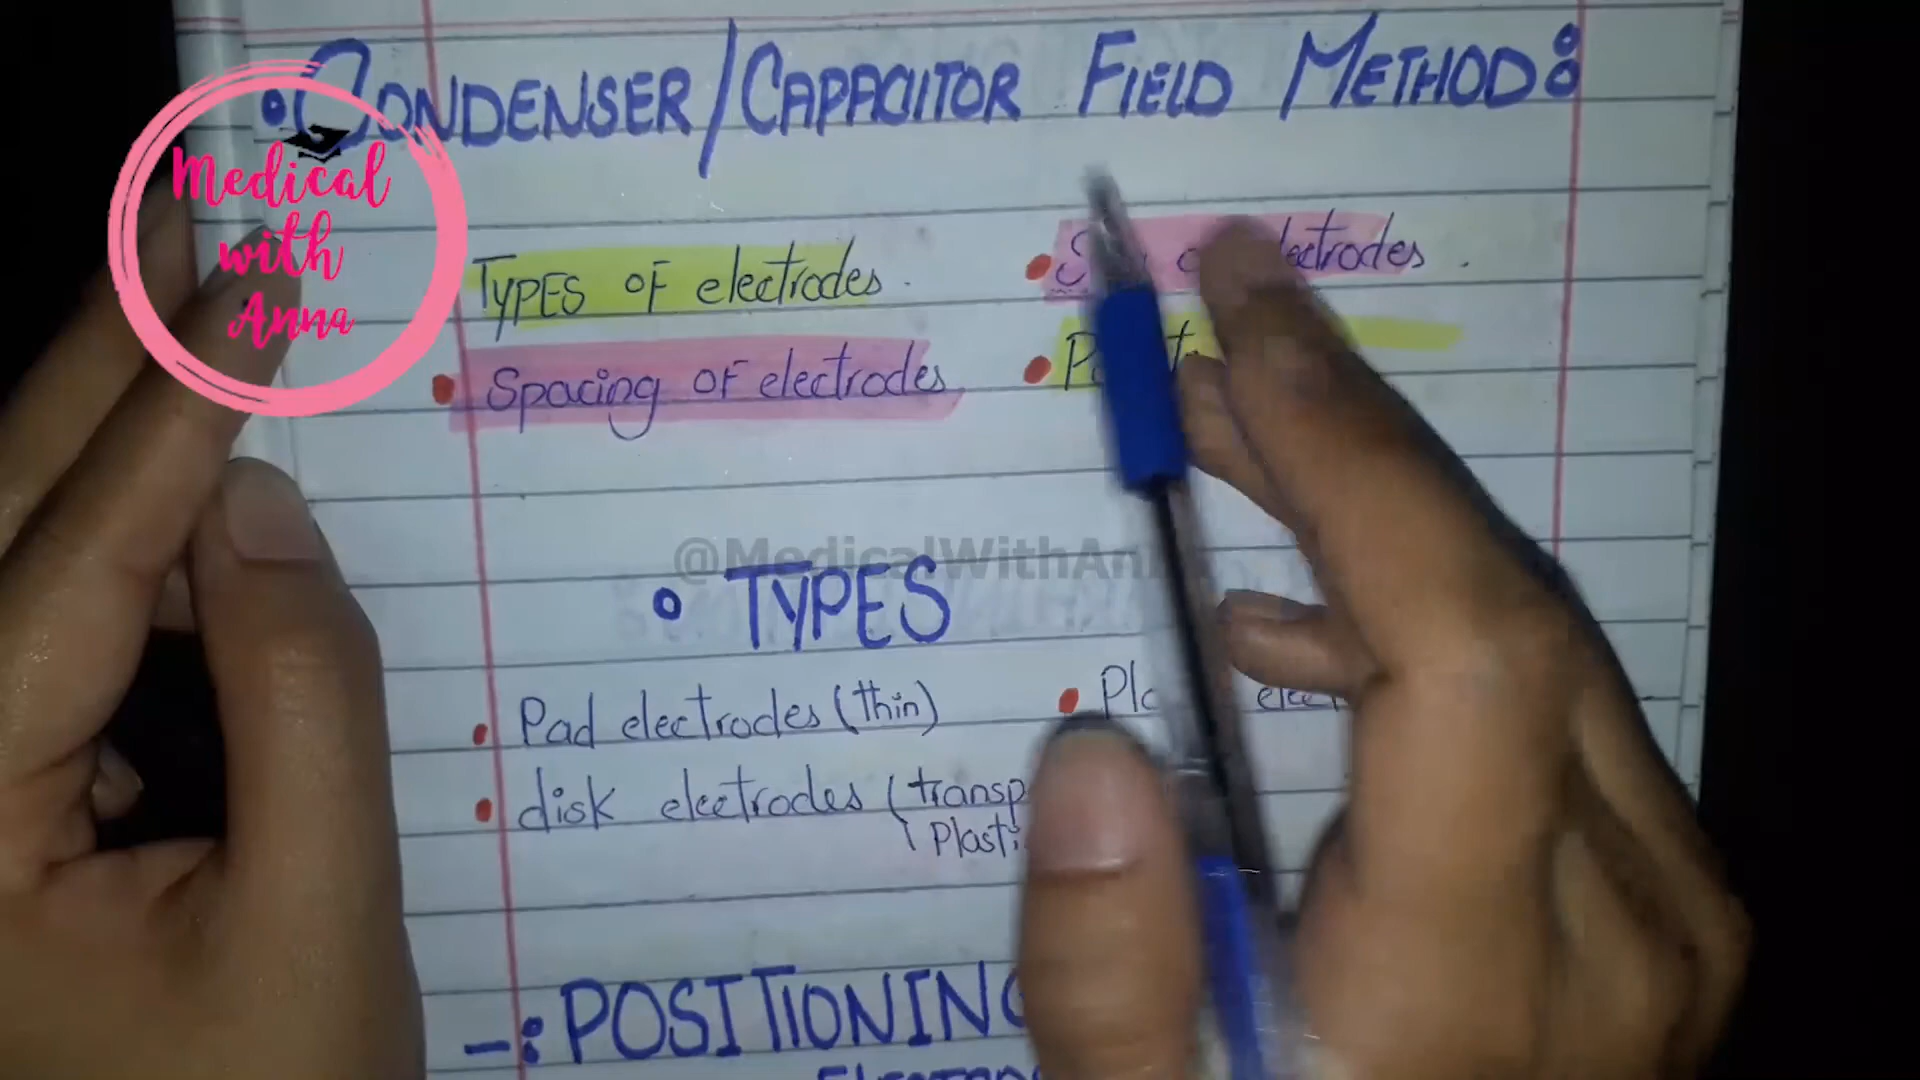 • CONDENSER/CAPACITOR FIELD METHOD:
Medical
with
Anna
TYPES OF electrodes.
• electrodes.
• Spacing OF electrodes
@MedicalWithAn
• TYPES
• Pad electrodes (thin)
• disk electrodes (transp
Plasti
-: POSITIONING